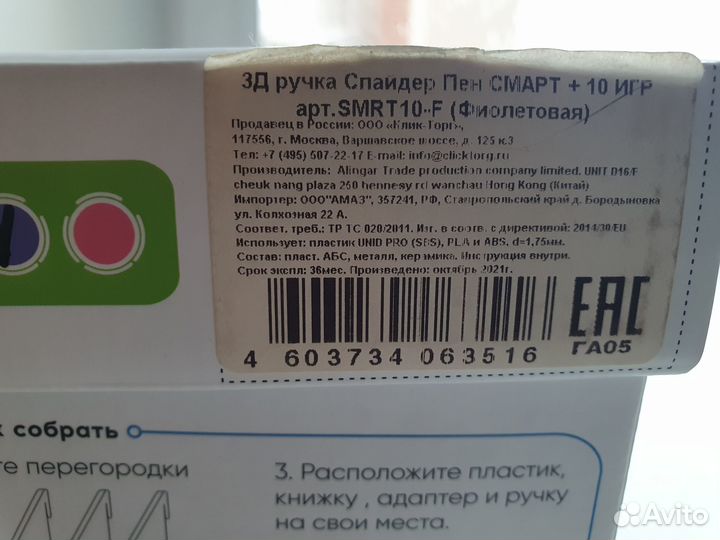 3Д ручка Спайдер Пен СМАРТ + 10 ИГР
арт.SMRT10-F (Фиолетовая)
Продавец в России: ООО «Клик-Торг»,
117556, г. Москва, Варшавское шоссе, д. 125 к.3
Тел: +7 (495) 507-22-17 E-mail: info@clicktorg.ru
Производитель: Alingar Trade production company limited. UNIT D16/F
cheuk nang plaza 250 hennesy rd wanchau Hong Kong (Китай)
Импортер: ООО"АМАЗ", 357241, РФ, Ставропольский край д. Бородыновка
ул. Колхозная 22 А.
Соответ. треб.: ТР ТС 020/2011. Изг. в соотв. с директивой: 2014/30/EU
Использует: пластик UNID PRO (SBS), PLA и ABS. d=1,75мм.
Состав: пласт. АБС, металл, керамика. Инструкция внутри.
Срок экспл: 36мес. Произведено: октябрь 2021г.
EAC
ГА05
4 603734 063516
к собрать
те перегородки
3. Расположите пластик,
книжку , адаптер и ручку
на свои места.
Avito